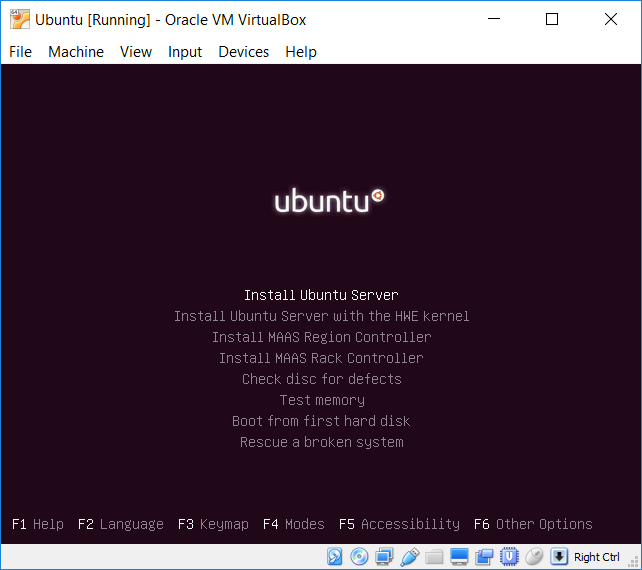 Ubuntu [Running] - Oracle VM VirtualBox
File Machine View Input Devices Help
ubuntu
Install Ubuntu Server
Install Ubuntu Server with the HWE kernel
Install MAAS Region Controller
Install MAAS Rack Controller
Check disc for defects
Test memory
Boot from first hard disk
Rescue a broken system
F1 Help F2 Language F3 Keymap F4 Modes F5 Accessibility F6 Other Options
Right Ctrl